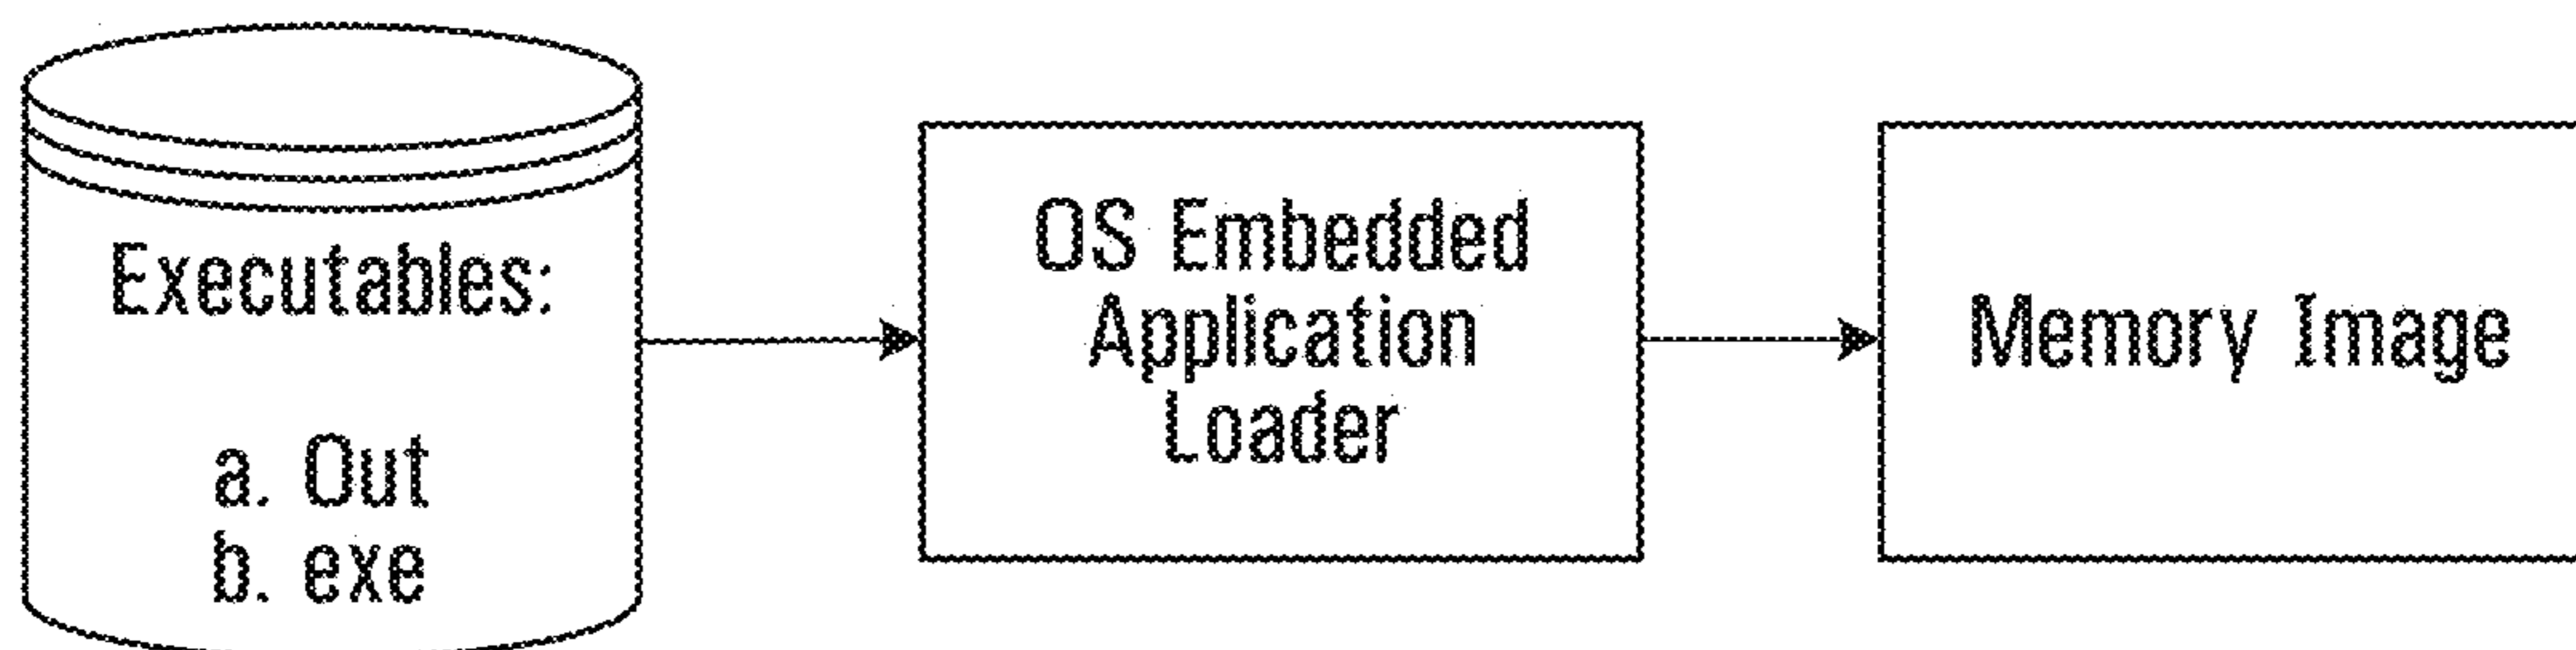 Executables:
a. Out
b. exe
OS Embedded
Application
Loader
Memory Image